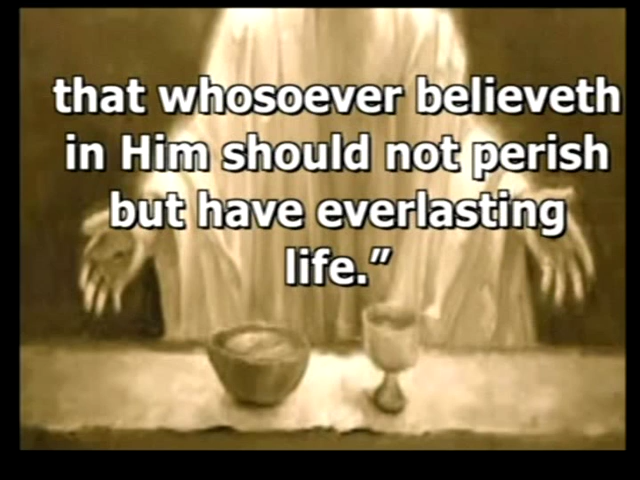 that whosoever believeth
in Him should not perish
but have everlasting
life.”